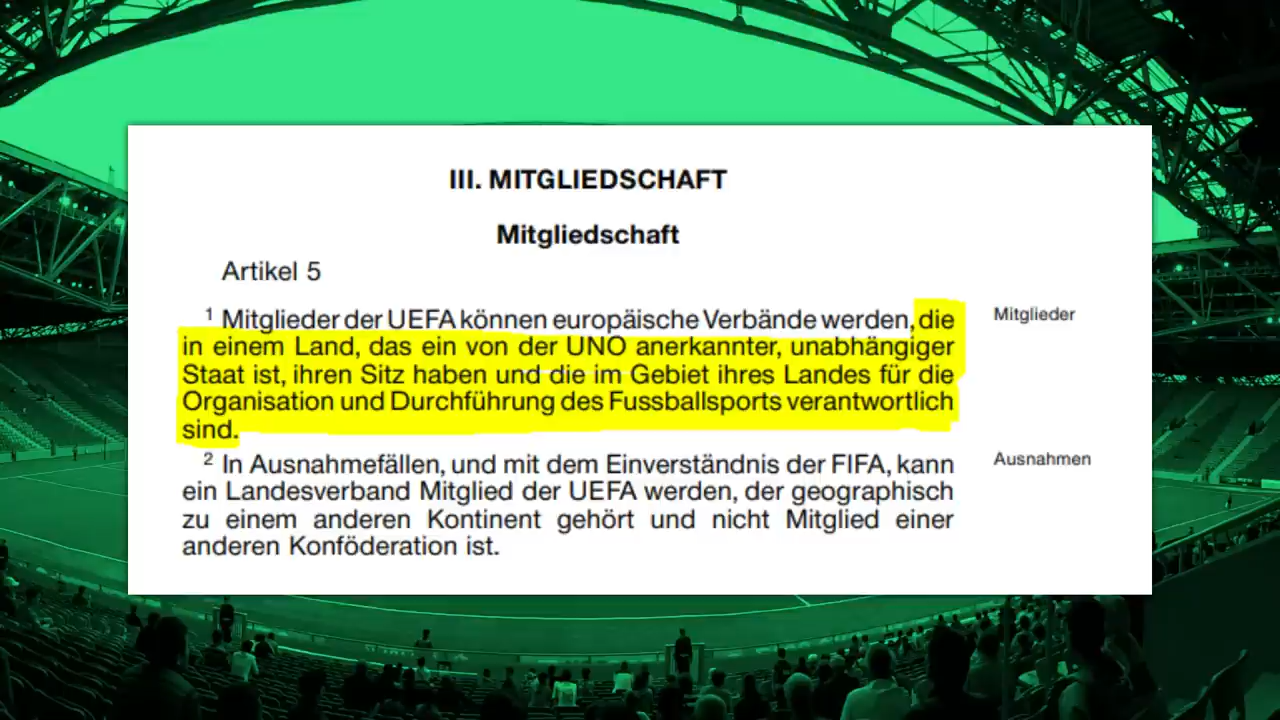 III. MITGLIEDSCHAFT
Mitgliedschaft
Artikel 5
1 Mitglieder der UEFA können europäische Verbände werden, die
in einem Land, das ein von der UNO anerkannter, unabhängiger
Staat ist, ihren Sitz haben und die im Gebiet ihres Landes für die
Organisation und Durchführung des Fussballsports verantwortlich
sind.
Mitglieder
2 In Ausnahmefällen, und mit dem Einverständnis der FIFA, kann
ein Landesverband Mitglied der UEFA werden, der geographisch
zu einem anderen Kontinent gehört und nicht Mitglied einer
anderen Konföderation ist.
Ausnahmen